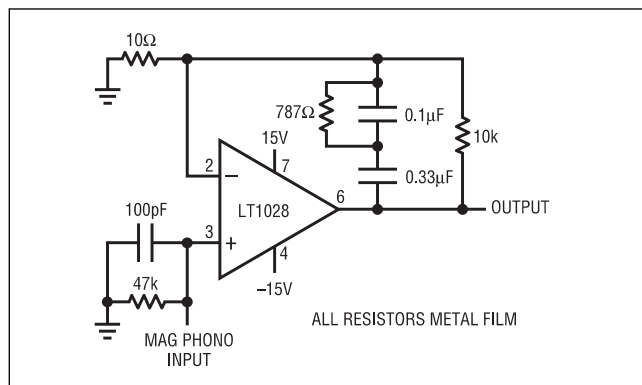 10Ω
787Ω
0.1µF
10k
15V
2
7
0.33µF
–
LT1028
6
OUTPUT
100pF
3
+
4
–15V
47k
ALL RESISTORS METAL FILM
MAG PHONO
INPUT